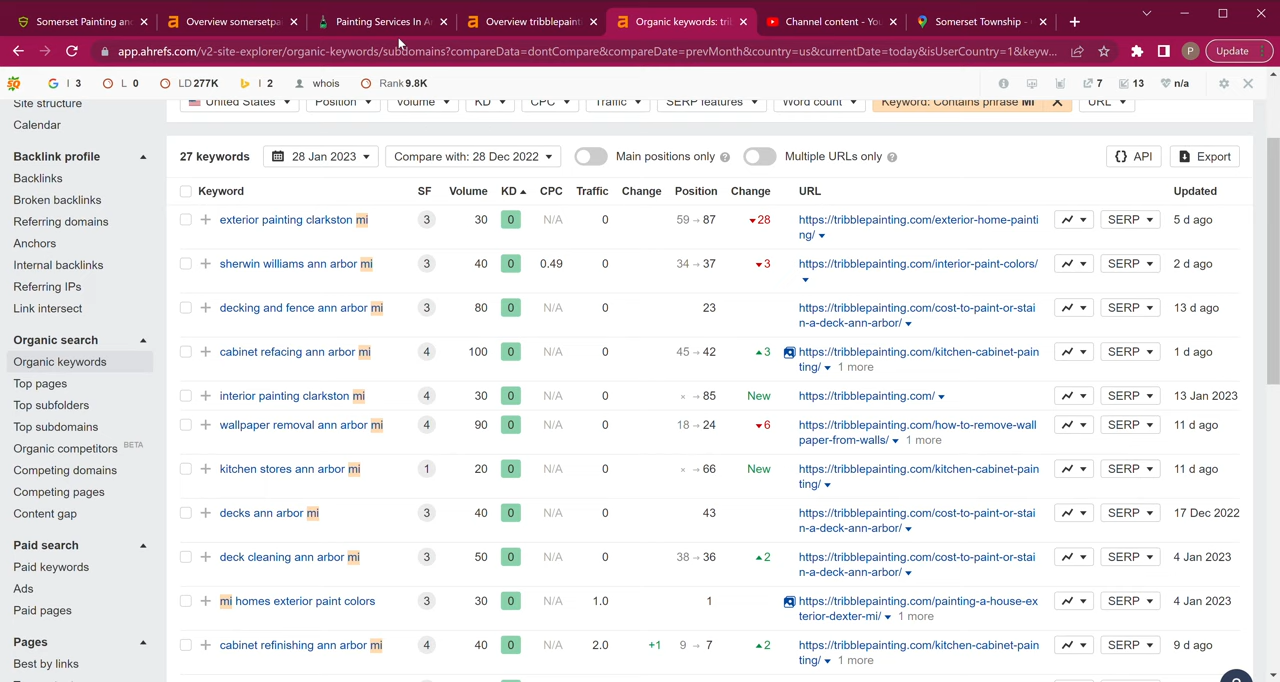 Somerset Painting and
Overview somersetpa
Painting Services In A
Overview tribblepaint
Organic keywords: tri
Channel content - You
Somerset Township -
app.ahrefs.com/v2-site-explorer/organic-keywords/subdomains?compareData=dontCompare&compareDate=prevMonth&country=us&currentDate=today&isUserCountry=1&keyw...
P
Update
SQ
G I 3
L 0
LD 277K
I 2
whois
Rank 9.8K
7
13
n/a
Site structure
Calendar
Backlink profile
Backlinks
Broken backlinks
Referring domains
Anchors
Internal backlinks
Referring IPs
Link intersect
Organic search
Organic keywords
Top pages
Top subfolders
Top subdomains
Organic competitors BETA
Competing domains
Competing pages
Content gap
Paid search
Paid keywords
Ads
Paid pages
Pages
Best by links
United States Position Volume KD CPC Traffic SERP features Word count Keyword: Contains phrase MI URL
27 keywords 28 Jan 2023 Compare with: 28 Dec 2022 Main positions only Multiple URLs only API Export
Keyword SF Volume KD CPC Traffic Change Position Change URL Updated
exterior painting clarkston mi 3 30 0 N/A 0 59 → 87 28 https://tribblepainting.com/exterior-home-painti
ng/ SERP 5 d ago
sherwin williams ann arbor mi 3 40 0 0.49 0 34 → 37 3 https://tribblepainting.com/interior-paint-colors/ SERP 2 d ago
decking and fence ann arbor mi 3 80 0 N/A 0 23 https://tribblepainting.com/cost-to-paint-or-stai
n-a-deck-ann-arbor/ SERP 13 d ago
cabinet refacing ann arbor mi 4 100 0 N/A 0 45 → 42 3 https://tribblepainting.com/kitchen-cabinet-pain
ting/ 1 more SERP 1 d ago
interior painting clarkston mi 4 30 0 N/A 0 × → 85 New https://tribblepainting.com/ SERP 13 Jan 2023
wallpaper removal ann arbor mi 4 90 0 N/A 0 18 → 24 6 https://tribblepainting.com/how-to-remove-wall
paper-from-walls/ 1 more SERP 11 d ago
kitchen stores ann arbor mi 1 20 0 N/A 0 × → 66 New https://tribblepainting.com/kitchen-cabinet-pain
ting/ SERP 11 d ago
decks ann arbor mi 3 40 0 N/A 0 43 https://tribblepainting.com/cost-to-paint-or-stai
n-a-deck-ann-arbor/ SERP 17 Dec 2022
deck cleaning ann arbor mi 3 50 0 N/A 0 38 → 36 2 https://tribblepainting.com/cost-to-paint-or-stai
n-a-deck-ann-arbor/ SERP 4 Jan 2023
mi homes exterior paint colors 3 30 0 N/A 1.0 1 https://tribblepainting.com/painting-a-house-ex
terior-dexter-mi/ 1 more SERP 4 Jan 2023
cabinet refinishing ann arbor mi 4 40 0 N/A 2.0 +1 9 → 7 2 https://tribblepainting.com/kitchen-cabinet-pain
ting/ 1 more SERP 9 d ago